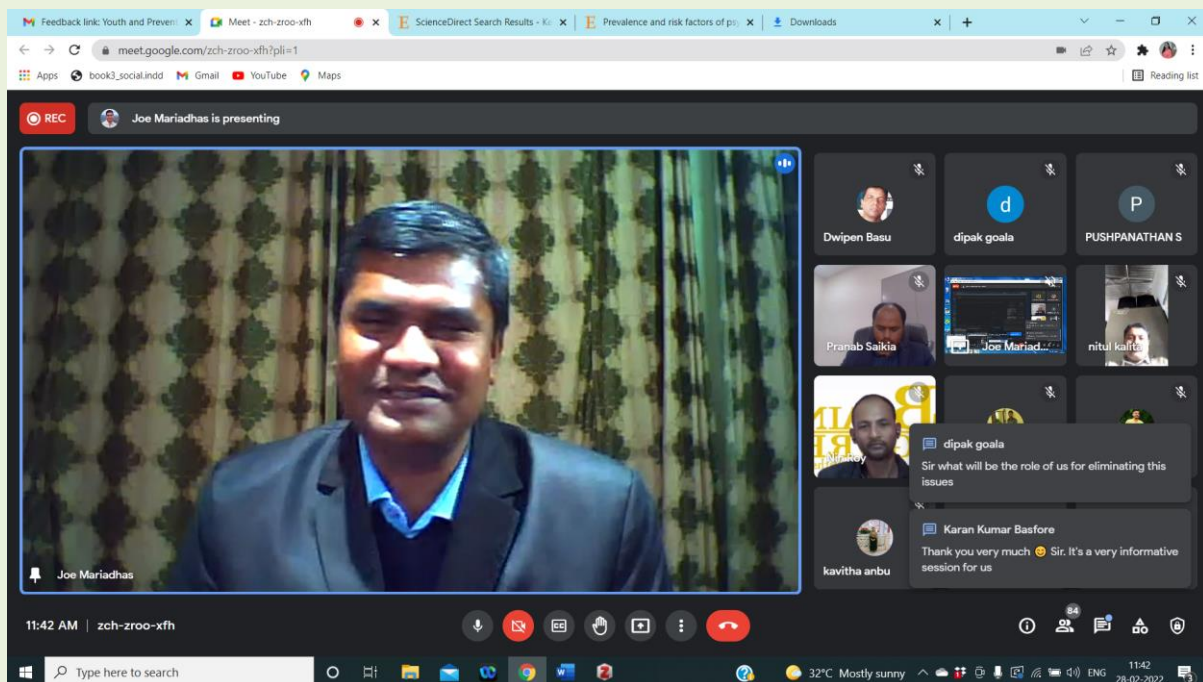 Feedback link: Youth and Prevent
Meet - zch-zroo-xfh
ScienceDirect Search Results - Ke
Prevalence and risk factors of psy
Downloads
meet.google.com/zch-zroo-xfh?pli=1
Apps
book3_social.indd
Gmail
YouTube
Maps
Reading list
REC
Joe Mariadhas is presenting
Dwipen Basu
d
dipak goala
P
PUSHPANATHAN S
Pranab Saikia
Joe Mariad...
nitul kalita
Roy
dipak goala
Sir what will be the role of us for eliminating this
issues
Karan Kumar Basfore
Thank you very much 😊 Sir. It's a very informative
session for us
kavitha anbu
Joe Mariadhas
11:42 AM | zch-zroo-xfh
84
Type here to search
32°C Mostly sunny
ENG
11:42
28-02-2022